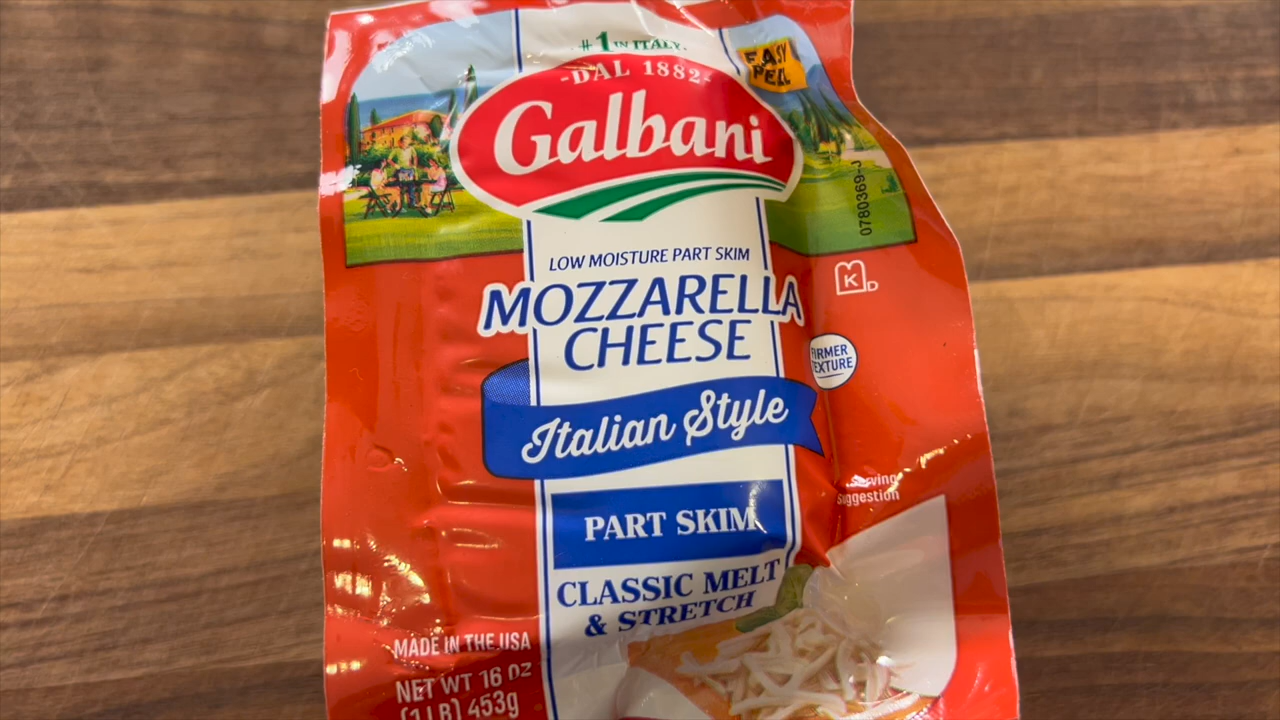 #1 IN ITALY.
-DAL 1882-
Galbani
EASY
PEEL
0780369-J
LOW MOISTURE PART SKIM
MOZZARELLA
CHEESE
K D
FIRMER
TEXTURE
Italian Style
Serving
Suggestion
PART SKIM
CLASSIC MELT
& STRETCH
MADE IN THE USA
NET WT 16 OZ
(1 LB) 453g